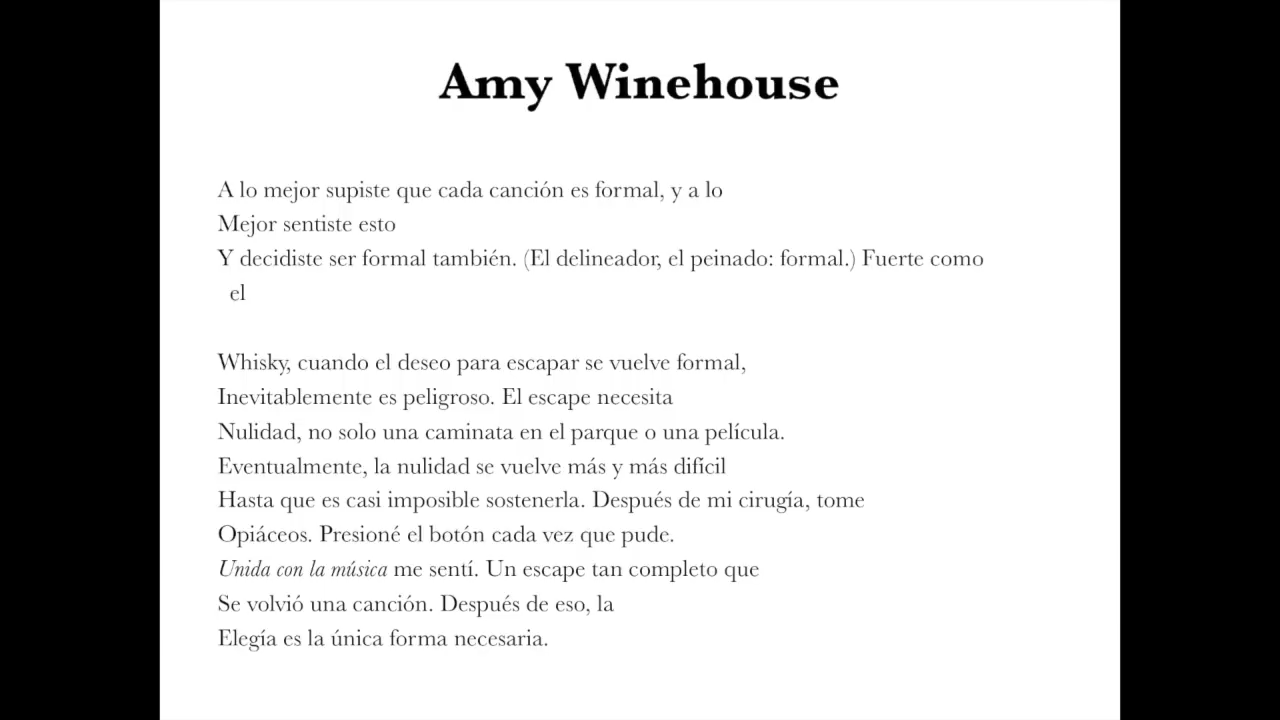 Amy Winehouse
A lo mejor supiste que cada canción es formal, y a lo
Mejor sentiste esto
Y decidiste ser formal también. (El delineador, el peinado: formal.) Fuerte como
el
Whisky, cuando el deseo para escapar se vuelve formal,
Inevitablemente es peligroso. El escape necesita
Nulidad, no solo una caminata en el parque o una película.
Eventualmente, la nulidad se vuelve más y más difícil
Hasta que es casi imposible sostenerla. Después de mi cirugía, tome
Opiáceos. Presioné el botón cada vez que pude.
Unida con la música me sentí. Un escape tan completo que
Se volvió una canción. Después de eso, la
Elegía es la única forma necesaria.